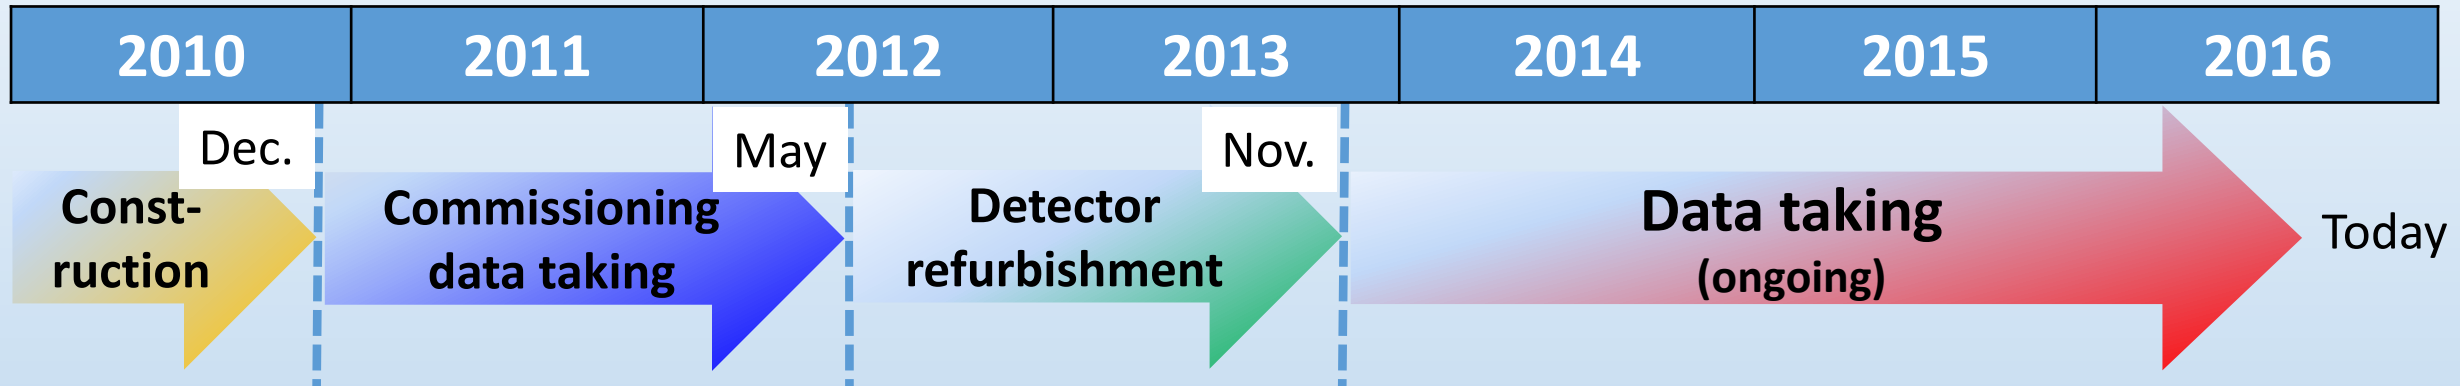 2010 2011 2012 2013 2014 2015 2016
Dec. May Nov.
Const-
ruction
Commissioning
data taking
Detector
refurbishment
Data taking
(ongoing)
Today